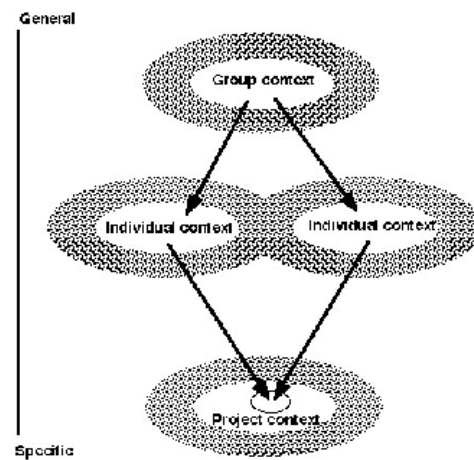 General
Group context
Individual context
Individual context
Project context
Specific